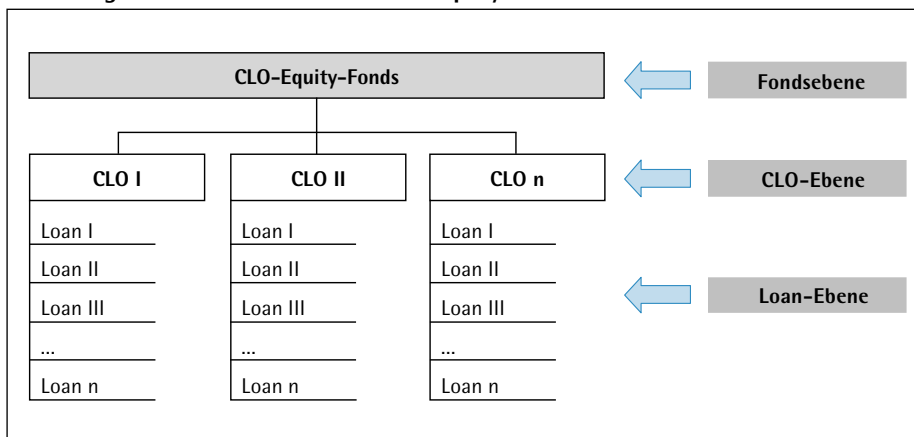 CLO-Equity-Fonds
Fondsebene
CLO I
CLO II
CLO n
CLO-Ebene
Loan I
Loan I
Loan I
Loan II
Loan II
Loan II
Loan III
Loan III
Loan III
Loan-Ebene
...
...
...
Loan n
Loan n
Loan n